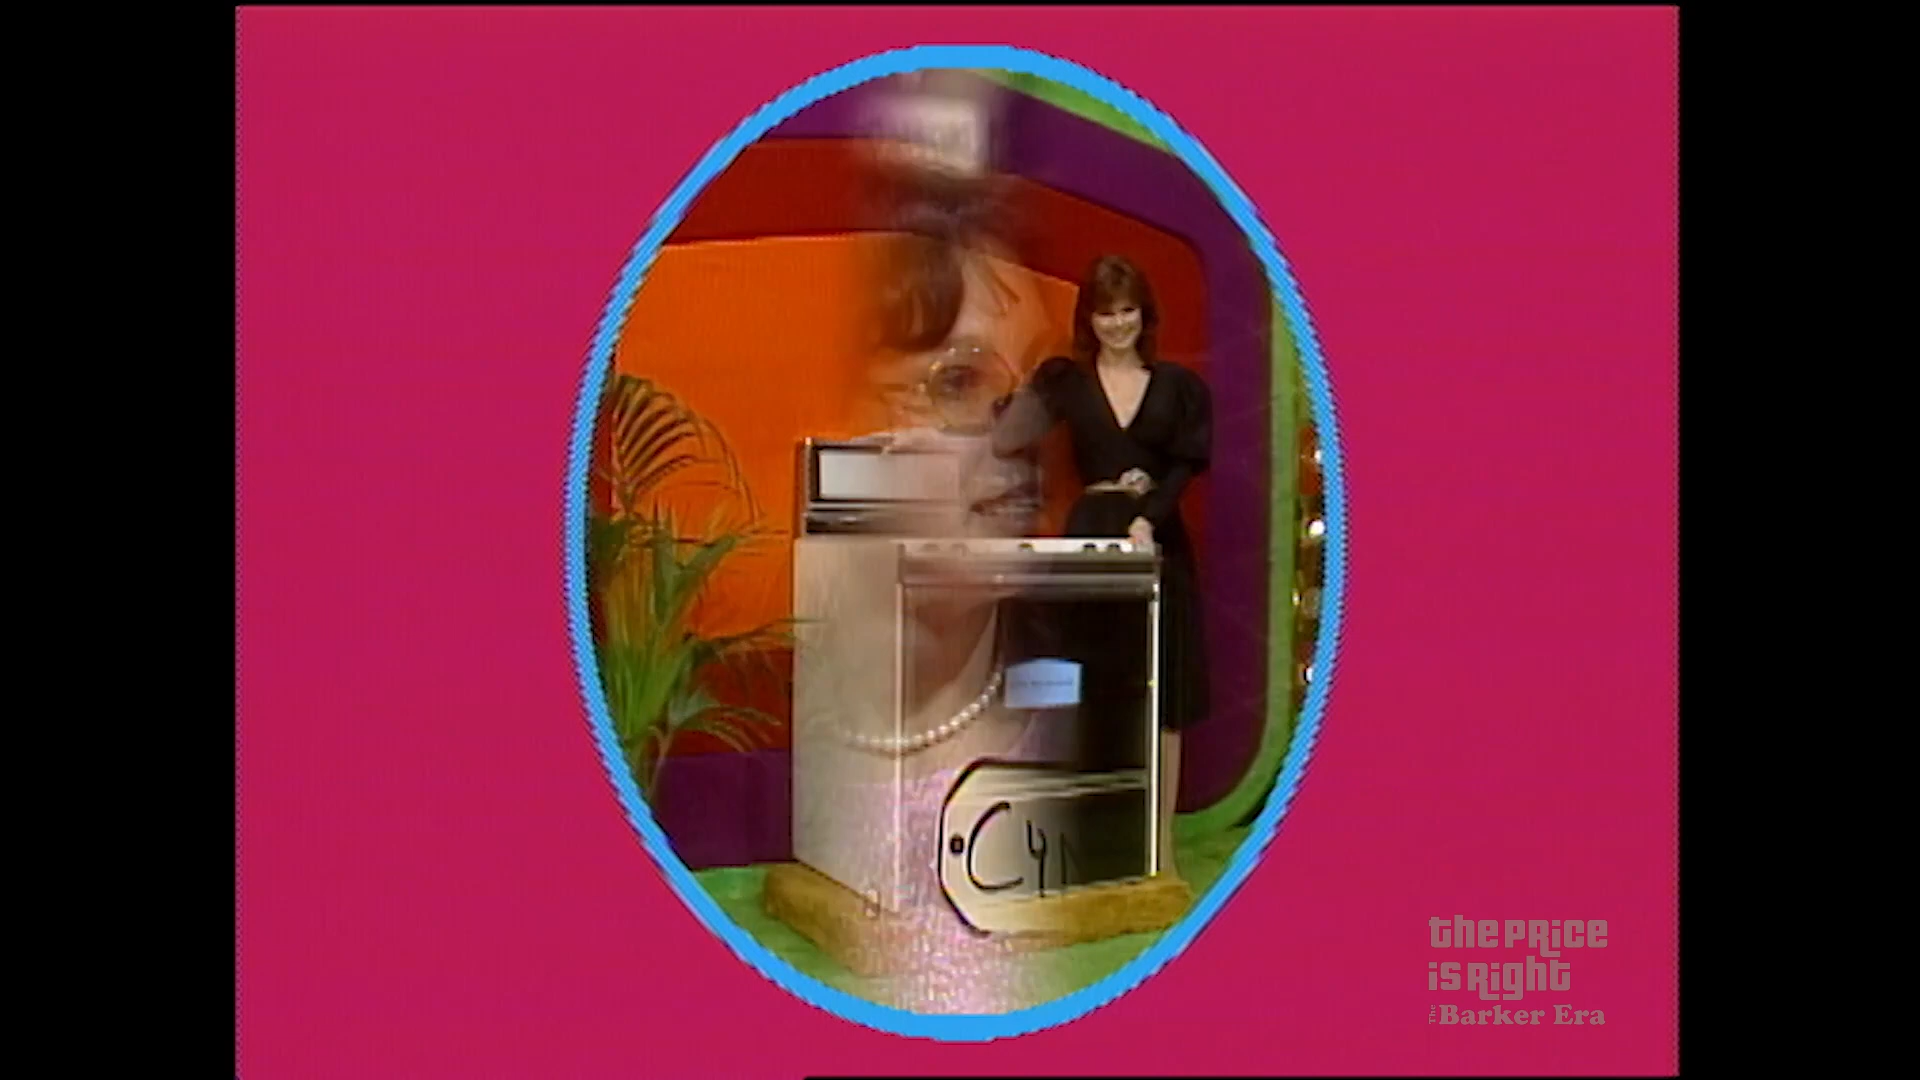 Cyn
the PRICE
is Right
The
Barker Era